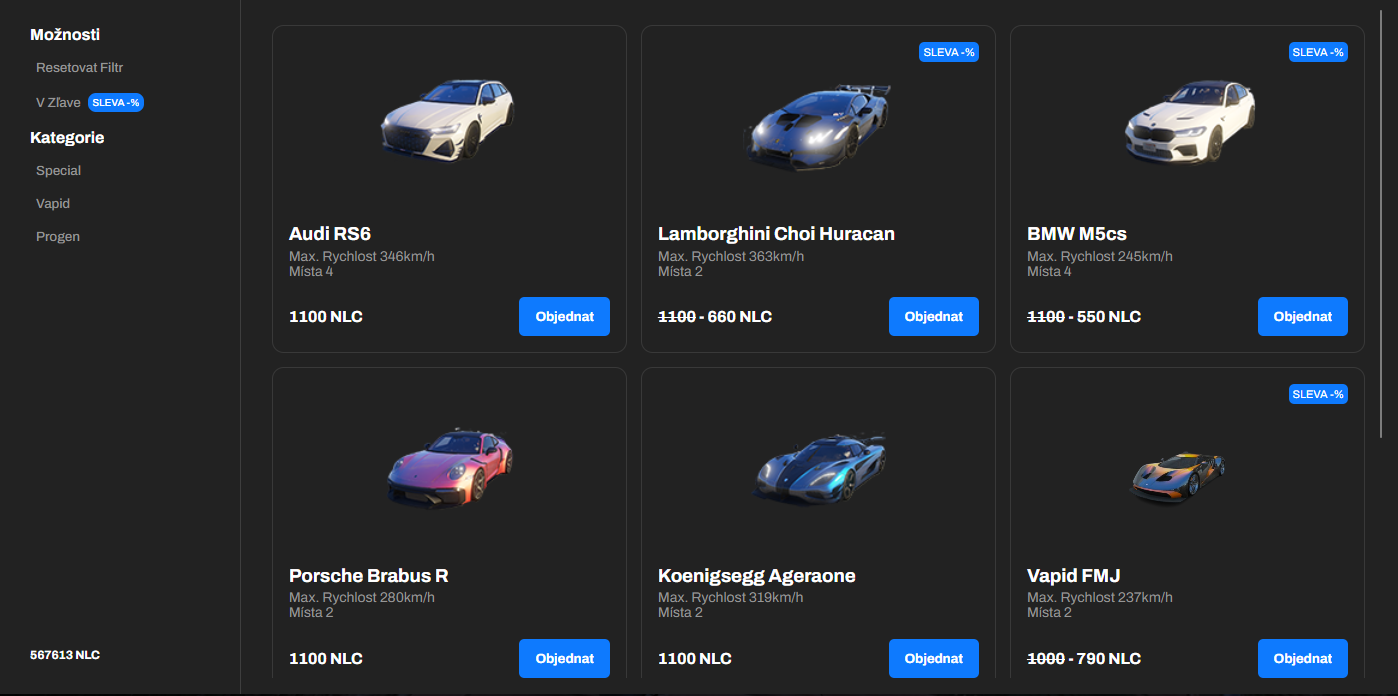 Možnosti
Resetovat Filtr
V Zľave SLEVA -%
Kategorie
Special
Vapid
Progen
567613 NLC
Audi RS6
Max. Rychlost 346km/h
Místa 4
1100 NLC Objednat
SLEVA -%
Lamborghini Choi Huracan
Max. Rychlost 363km/h
Místa 2
1100 - 660 NLC Objednat
SLEVA -%
BMW M5cs
Max. Rychlost 245km/h
Místa 4
1100 - 550 NLC Objednat
Porsche Brabus R
Max. Rychlost 280km/h
Místa 2
1100 NLC Objednat
Koenigsegg Ageraone
Max. Rychlost 319km/h
Místa 2
1100 NLC Objednat
SLEVA -%
Vapid FMJ
Max. Rychlost 237km/h
Místa 2
1000 - 790 NLC Objednat